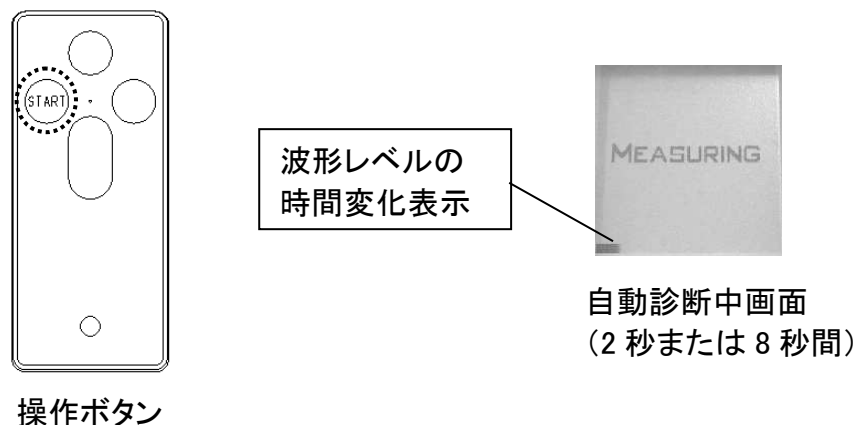 START
波形レベルの
時間変化表示
MEASURING
自動診断中画面
（2 秒または 8 秒間）
操作ボタン